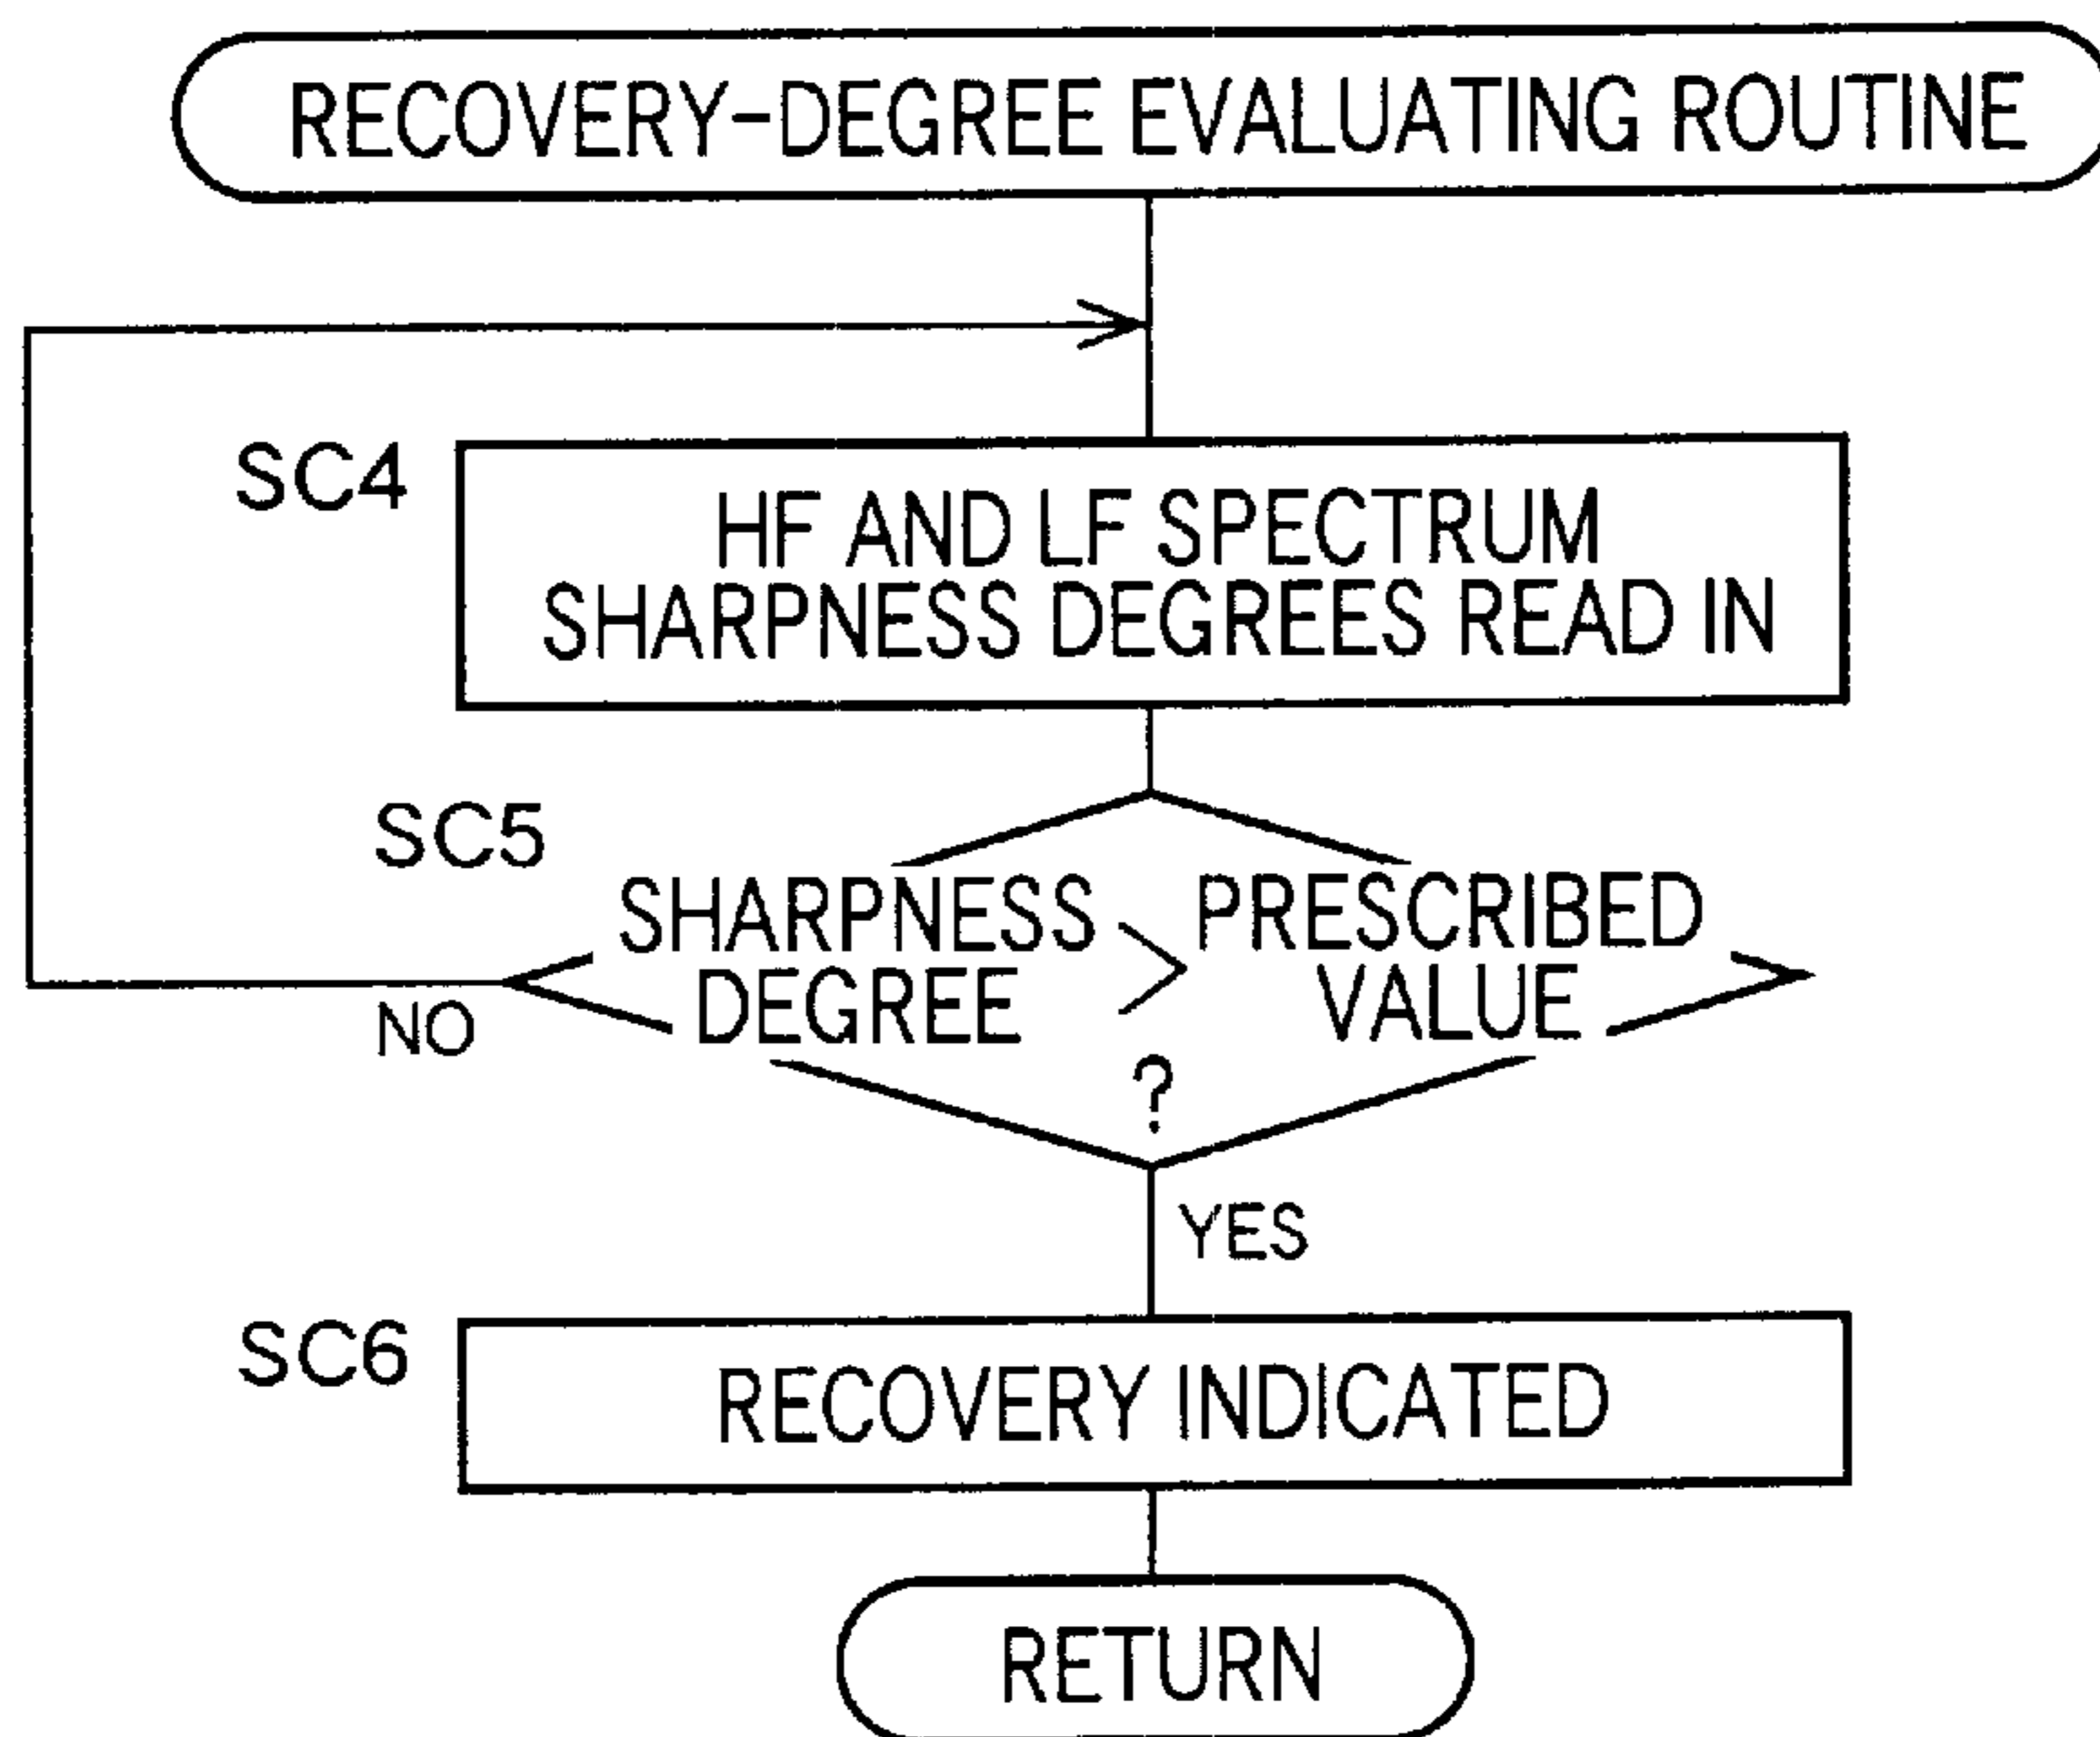 RECOVERY-DEGREE EVALUATING ROUTINE
SC4
HF AND LF SPECTRUM
SHARPNESS DEGREES READ IN
SC5
SHARPNESS > PRESCRIBED
DEGREE VALUE
?
NO
YES
SC6
RECOVERY INDICATED
RETURN